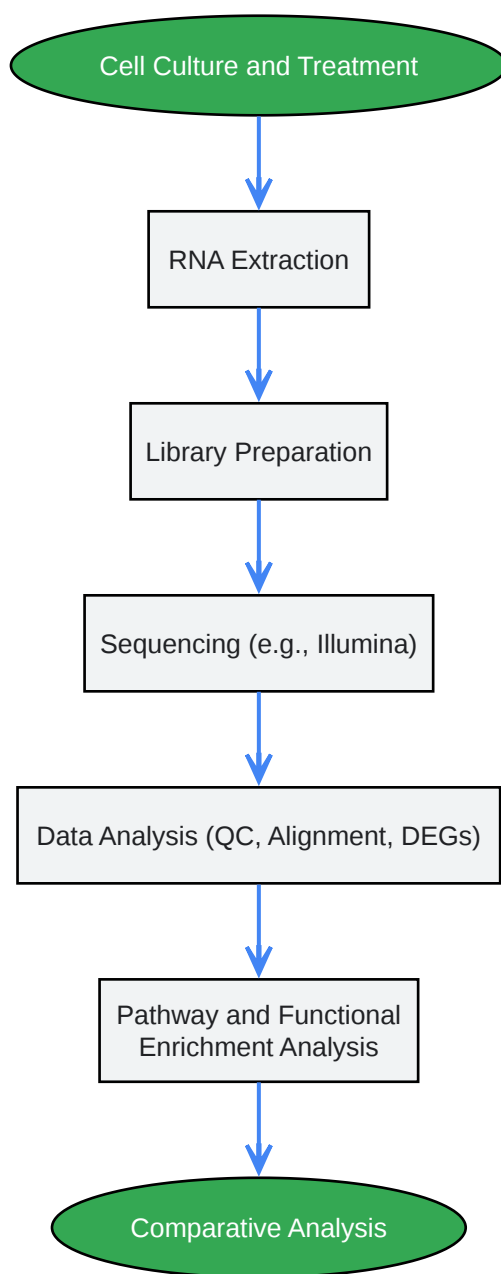 Cell Culture and Treatment
RNA Extraction
Library Preparation
Sequencing (e.g., Illumina)
Data Analysis (QC, Alignment, DEGs)
Pathway and Functional
Enrichment Analysis
Comparative Analysis